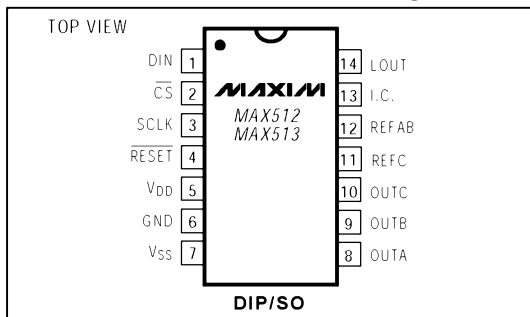 TOP VIEW
DIN 1
CS 2
SCLK 3
RESET 4
VDD 5
GND 6
VSS 7
MAXIM
MAX512
MAX513
14 LOUT
13 I.C.
12 REFAB
11 REFC
10 OUTC
9 OUTB
8 OUTA
DIP/SO